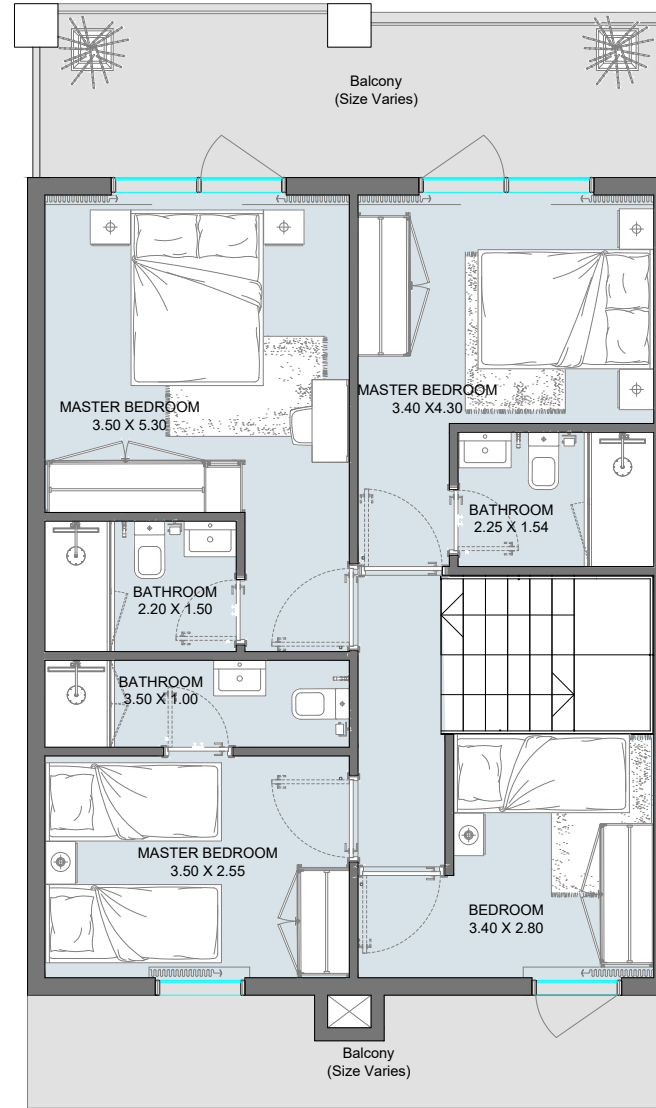 Balcony
(Size Varies)
MASTER BEDROOM
3.50 X 5.30
MASTER BEDROOM
3.40 X4.30
BATHROOM
2.25 X 1.54
BATHROOM
2.20 X 1.50
BATHROOM
3.50 X 1.00
MASTER BEDROOM
3.50 X 2.55
BEDROOM
3.40 X 2.80
Balcony
(Size Varies)